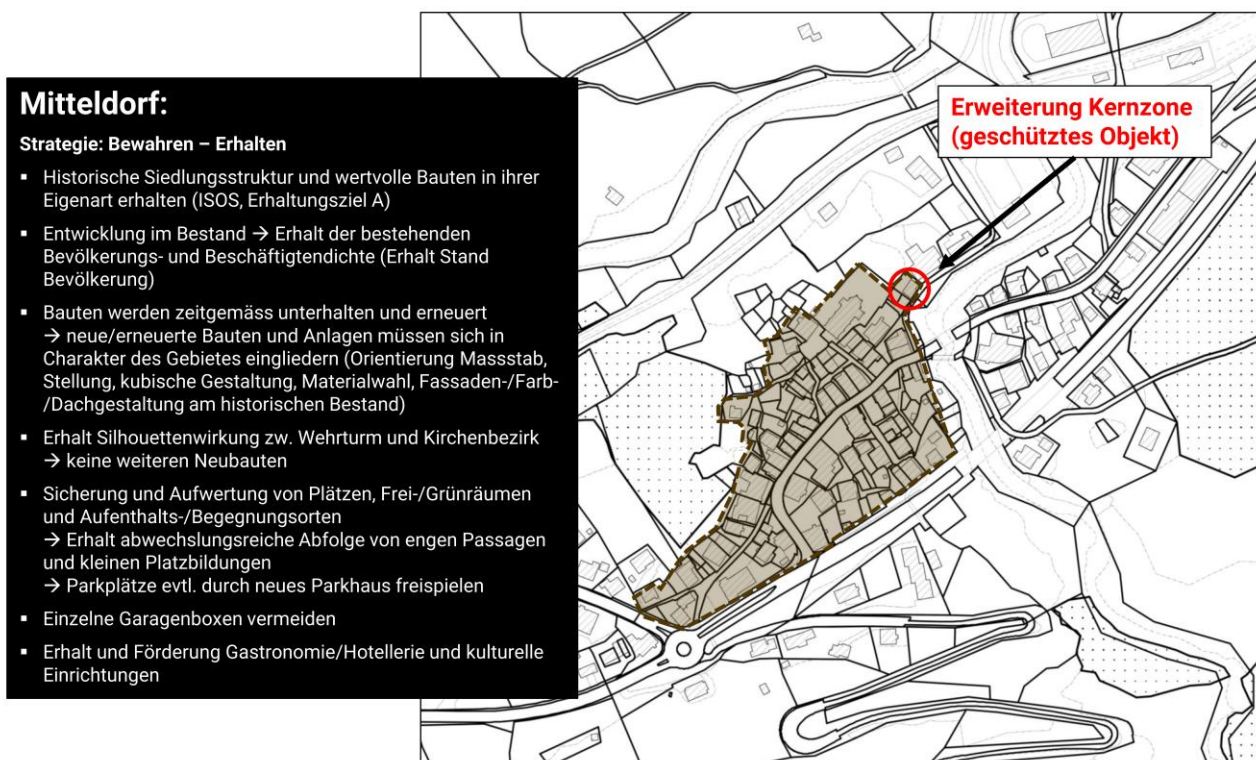 Mitteldorf:
Strategie: Bewahren – Erhalten
▪ Historische Siedlungsstruktur und wertvolle Bauten in ihrer
Eigenart erhalten (ISOS, Erhaltungsziel A)
▪ Entwicklung im Bestand → Erhalt der bestehenden
Bevölkerungs- und Beschäftigtendichte (Erhalt Stand
Bevölkerung)
▪ Bauten werden zeitgemäss unterhalten und erneuert
→ neue/erneuerte Bauten und Anlagen müssen sich in
Charakter des Gebietes eingliedern (Orientierung Massstab,
Stellung, kubische Gestaltung, Materialwahl, Fassaden-/Farb-
/Dachgestaltung am historischen Bestand)
▪ Erhalt Silhouettenwirkung zw. Wehrturm und Kirchenbezirk
→ keine weiteren Neubauten
▪ Sicherung und Aufwertung von Plätzen, Frei-/Grünräumen
und Aufenthalts-/Begegnungsorten
→ Erhalt abwechslungsreiche Abfolge von engen Passagen
und kleinen Platzbildungen
→ Parkplätze evtl. durch neues Parkhaus freispielen
▪ Einzelne Garagenboxen vermeiden
▪ Erhalt und Förderung Gastronomie/Hotellerie und kulturelle
Einrichtungen
Erweiterung Kernzone
(geschütztes Objekt)